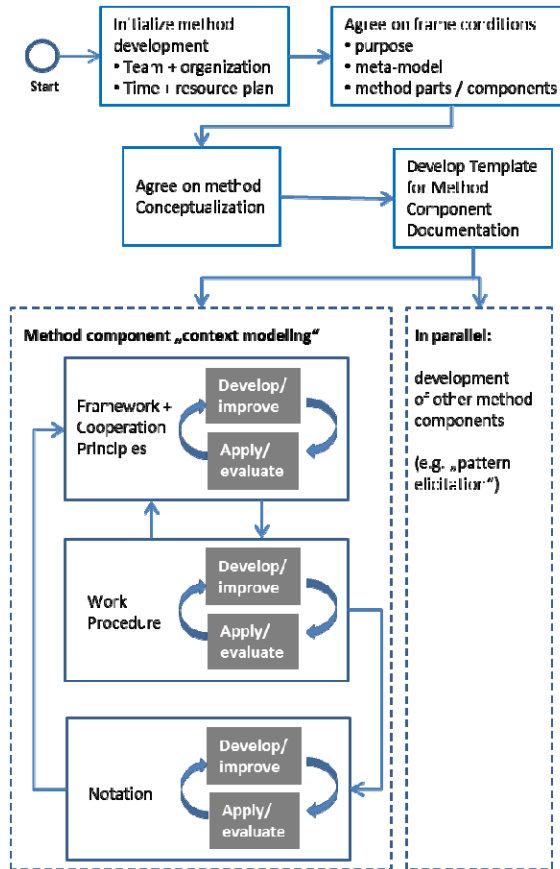 Start
Initialize method
development
• Team + organization
• Time + resource plan
Agree on frame conditions
• purpose
• meta-model
• method parts / components
Agree on method
Conceptualization
Develop Template
for Method
Component
Documentation
Method component „context modeling“
Framework +
Cooperation
Principles
Develop/
improve
Apply/
evaluate
Work
Procedure
Develop/
improve
Apply/
evaluate
Notation
Develop/
improve
Apply/
evaluate
In parallel:
development
of other method
components
(e.g. „pattern
elicitation“)